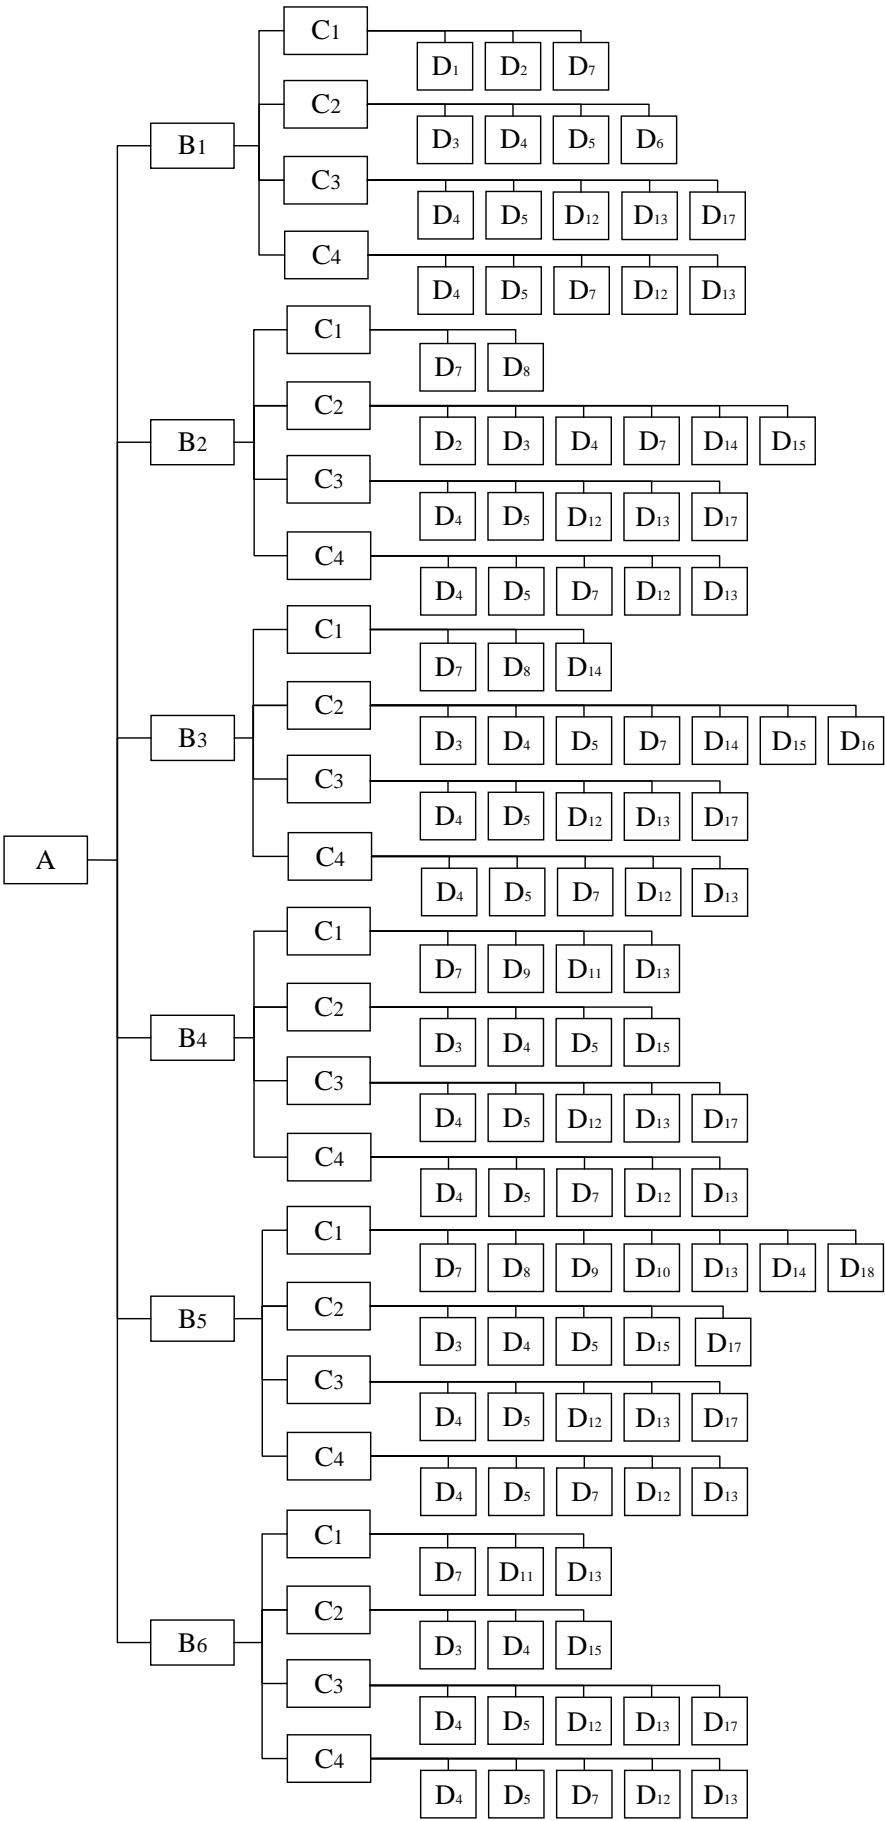 C1
D1 D2 D7
C2
D3 D4 D5 D6
B1
C3
D4 D5 D12 D13 D17
C4
D4 D5 D7 D12 D13
C1
D7 D8
C2
D2 D3 D4 D7 D14 D15
B2
C3
D4 D5 D12 D13 D17
C4
D4 D5 D7 D12 D13
C1
D7 D8 D14
C2
D3 D4 D5 D7 D14 D15 D16
B3
C3
D4 D5 D12 D13 D17
A
C4
D4 D5 D7 D12 D13
C1
D7 D9 D11 D13
C2
D3 D4 D5 D15
B4
C3
D4 D5 D12 D13 D17
C4
D4 D5 D7 D12 D13
C1
D7 D8 D9 D10 D13 D14 D18
C2
D3 D4 D5 D15 D17
B5
C3
D4 D5 D12 D13 D17
C4
D4 D5 D7 D12 D13
C1
D7 D11 D13
C2
D3 D4 D15
B6
C3
D4 D5 D12 D13 D17
C4
D4 D5 D7 D12 D13